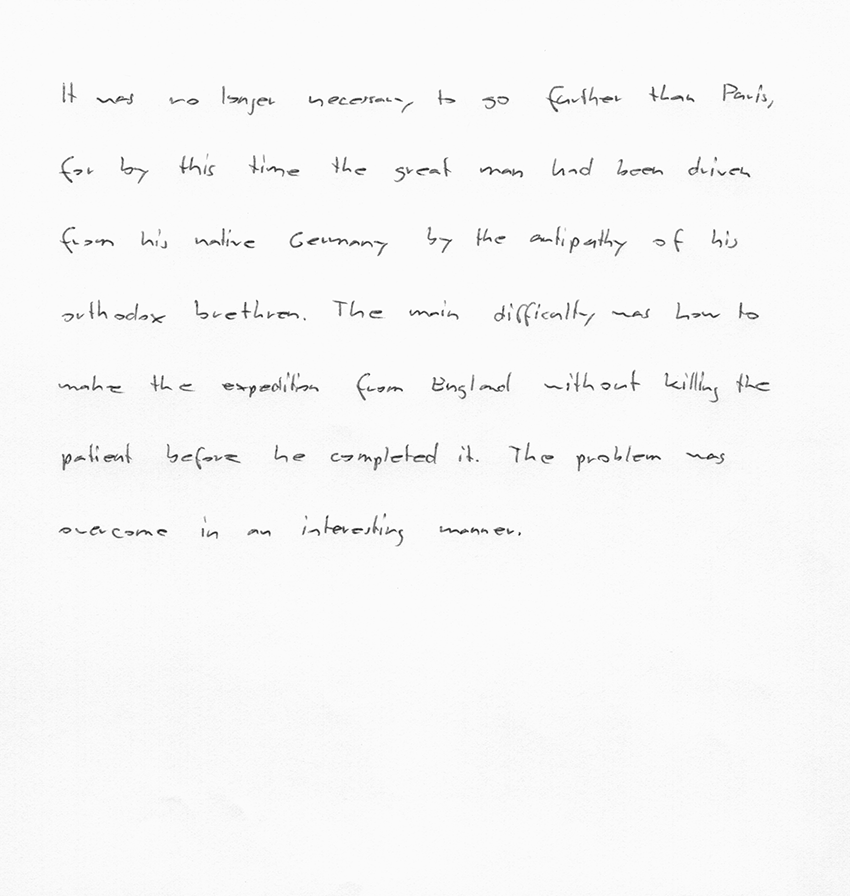 It was no longer necessary to go further than Paris,
for by this time the great man had been driven
from his native Germany by the antipathy of his
orthodox brethren. The main difficulty was how to
make the expedition from England without killing the
patient before he completed it. The problem was
overcome in an interesting manner.